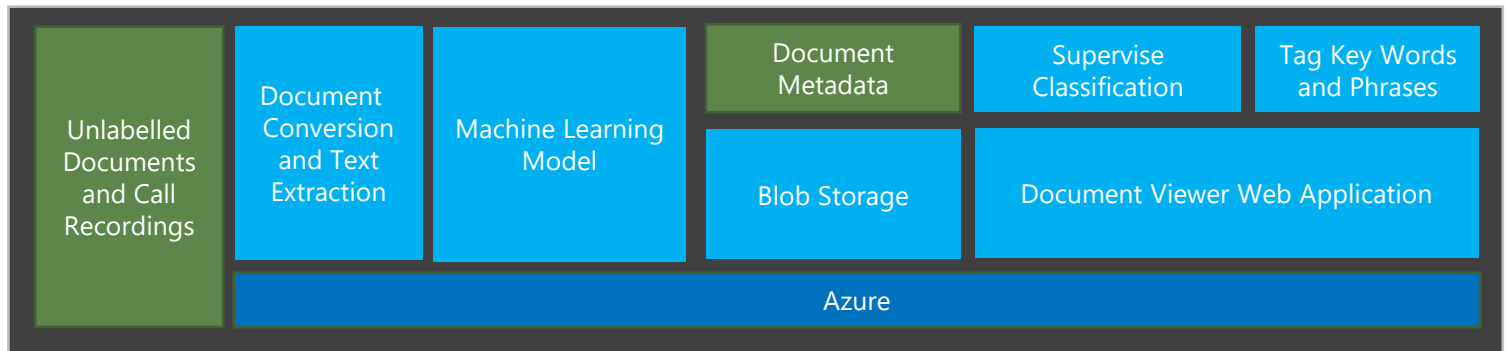 Unlabelled
Documents
and Call
Recordings
Document
Conversion
and Text
Extraction
Machine Learning
Model
Document
Metadata
Blob Storage
Supervise
Classification
Tag Key Words
and Phrases
Document Viewer Web Application
Azure